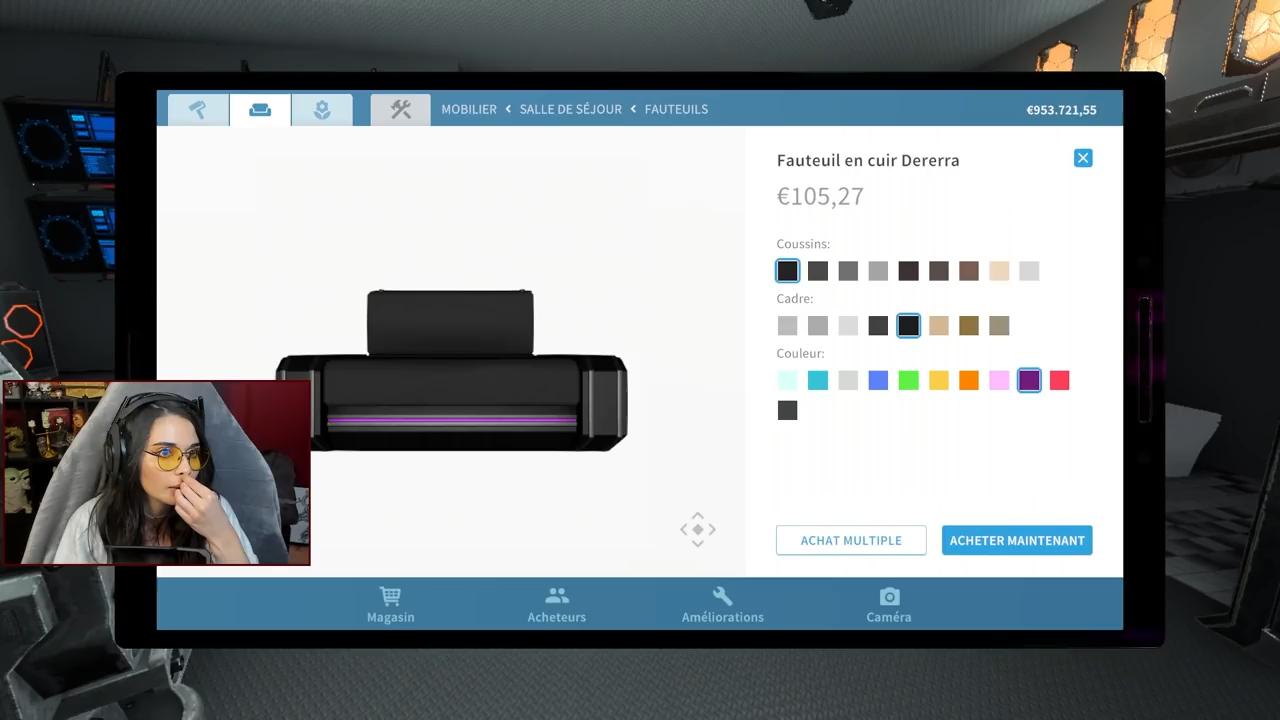 MOBILIER < SALLE DE SÉJOUR < FAUTEUILS
€953.721,55
Fauteuil en cuir Dererra
€105,27
Coussins:
Cadre:
Couleur:
ACHAT MULTIPLE
ACHETER MAINTENANT
Magasin
Acheteurs
Améliorations
Caméra